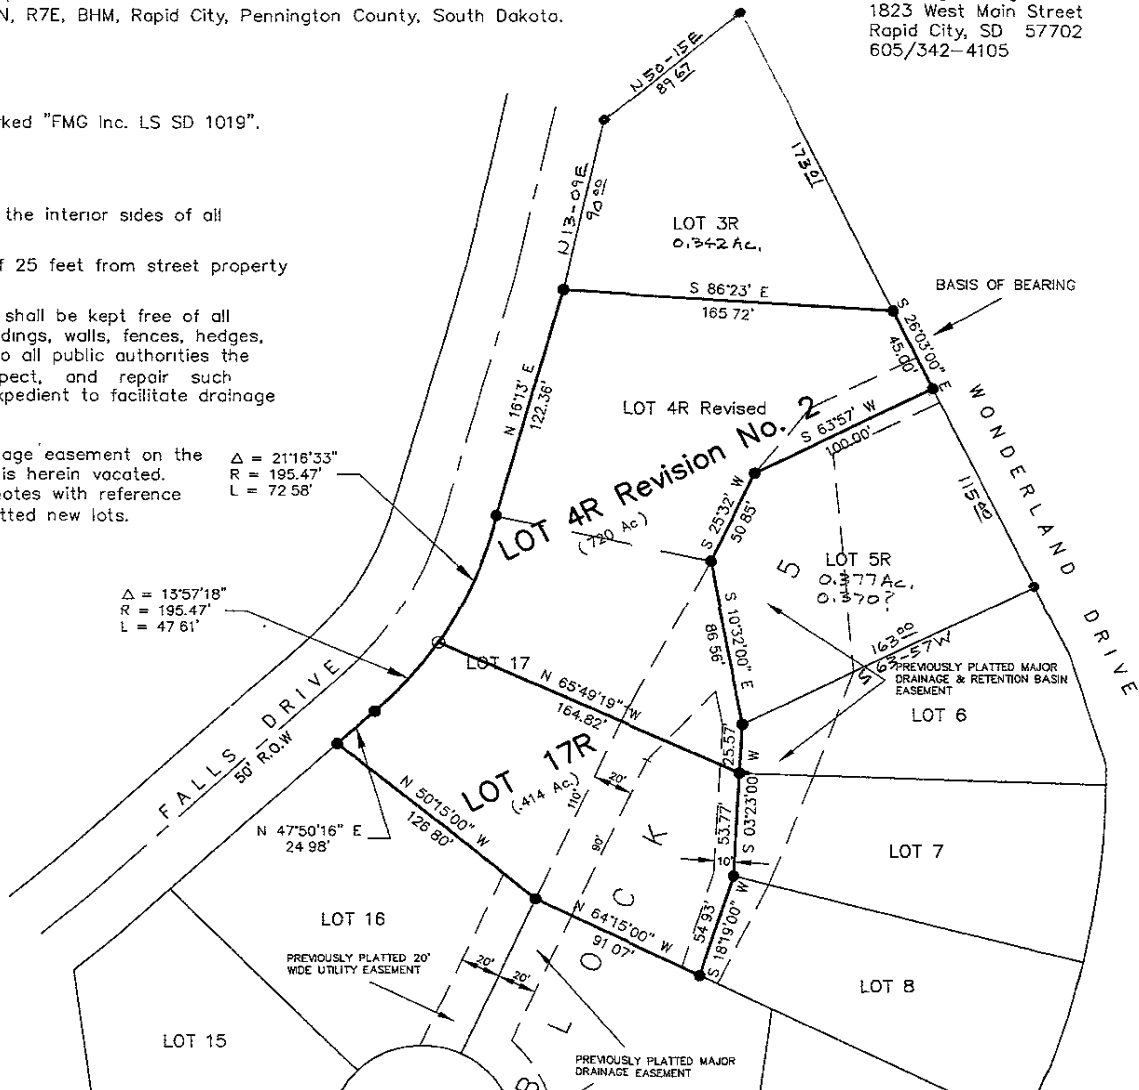 N, R7E, BHM, Rapid City, Pennington County, South Dakota.
1823 West Main Street
Rapid City, SD 57702
605/342-4105
rked "FMG Inc. LS SD 1019".
the interior sides of all
f 25 feet from street property
shall be kept free of all
dings, walls, fences, hedges,
o all public authorities the
pect, and repair such
xpedient to facilitate drainage
age easement on the
is herein vacated.
otes with reference
tted new lots.
N 50-15E
89.67
173.01
N 13-09E
90.00
LOT 3R
0.342 Ac.
BASIS OF BEARING
S 86°23' E
165 72'
S 26°03'00" E
45.00'
N 16°13' E
122.36'
LOT 4R Revised
S 63°57' W
100.00'
LOT 4R Revision No. 2
(720 Ac)
WONDERLAND DRIVE
115.00
Δ = 21°16'33"
R = 195.47'
L = 72 58'
S 25°32' W
50 85'
5
LOT 5R
0.377 Ac.
0.370?
Δ = 13°57'18"
R = 195.47'
L = 47 61'
S 10°32'00" E
86 56'
163.00
S 63-57W
PREVIOUSLY PLATTED MAJOR
DRAINAGE & RETENTION BASIN
EASEMENT
LOT 17
N 65°49'19" W
164.82'
LOT 6
25.57'
FALLS DRIVE
50' R.O.W
LOT 17R
(.414 Ac.)
20'
110'
90'
N 47°50'16" E
24 98'
N 50°15'00" W
126 80'
53.77'
S 03°23'00" W
10'
LOT 7
BLOCK
LOT 16
N 64°15'00" W
91 07'
54 93'
S 18°19'00" W
PREVIOUSLY PLATTED 20'
WIDE UTILITY EASEMENT
20'
20'
LOT 8
LOT 15
PREVIOUSLY PLATTED MAJOR
DRAINAGE EASEMENT